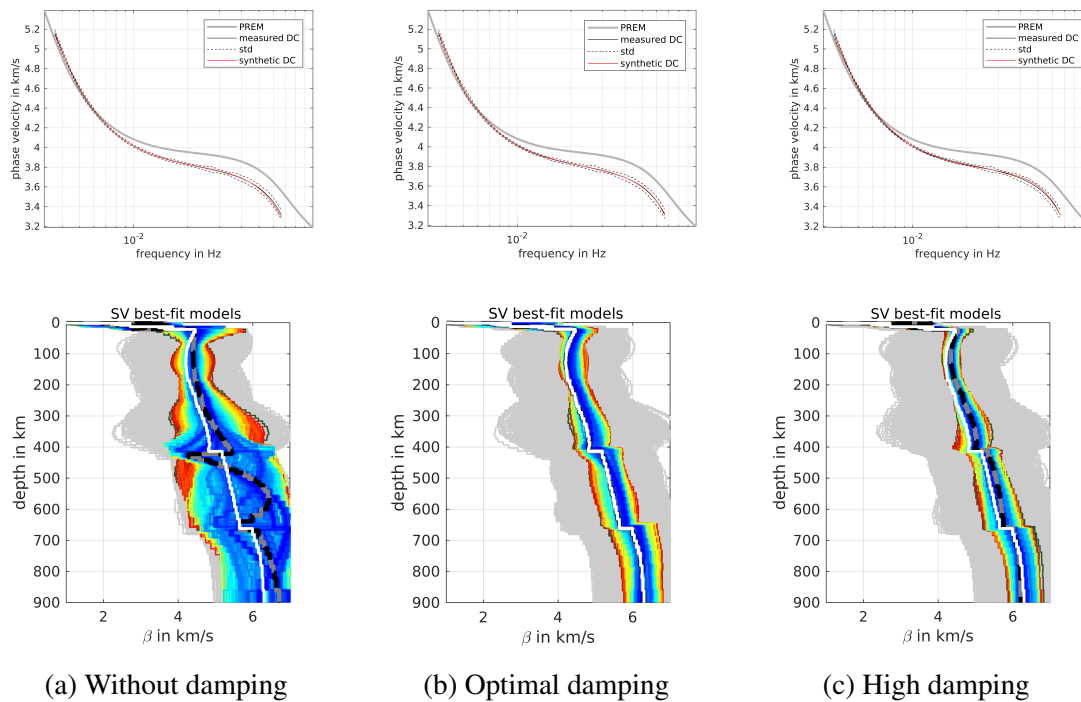 5.2
5
4.8
4.6
4.4
4.2
4
3.8
3.6
3.4
3.2
phase velocity in km/s
PREM
measured DC
std
synthetic DC
10-2
frequency in Hz
5.2
5
4.8
4.6
4.4
4.2
4
3.8
3.6
3.4
3.2
phase velocity in km/s
PREM
measured DC
std
synthetic DC
10-2
frequency in Hz
5.2
5
4.8
4.6
4.4
4.2
4
3.8
3.6
3.4
3.2
phase velocity in km/s
PREM
measured DC
std
synthetic DC
10-2
frequency in Hz
SV best-fit models
0
100
200
300
400
500
600
700
800
900
depth in km
2 4 6
β in km/s
SV best-fit models
0
100
200
300
400
500
600
700
800
900
depth in km
2 4 6
β in km/s
SV best-fit models
0
100
200
300
400
500
600
700
800
900
depth in km
2 4 6
β in km/s
(a) Without damping
(b) Optimal damping
(c) High damping